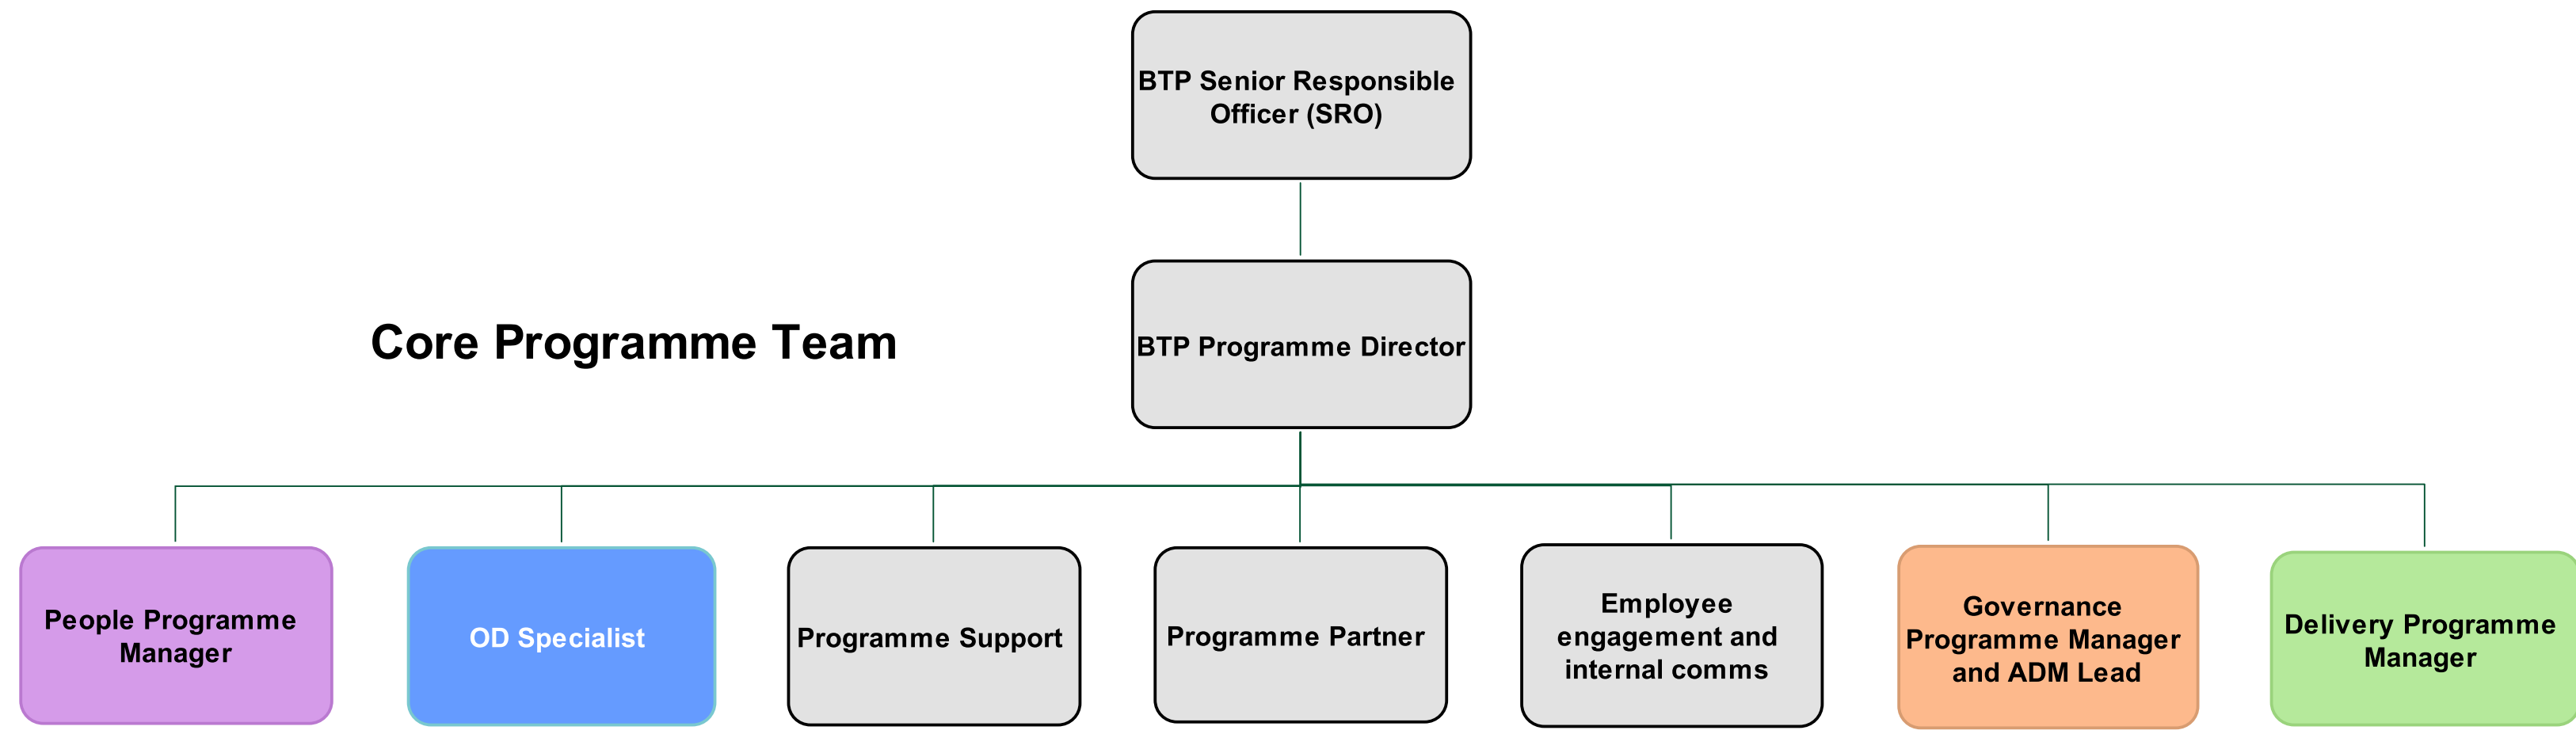 BTP Senior Responsible
Officer (SRO)
Core Programme Team
BTP Programme Director
People Programme
Manager
OD Specialist
Programme Support
Programme Partner
Employee
engagement and
internal comms
Governance
Programme Manager
and ADM Lead
Delivery Programme
Manager